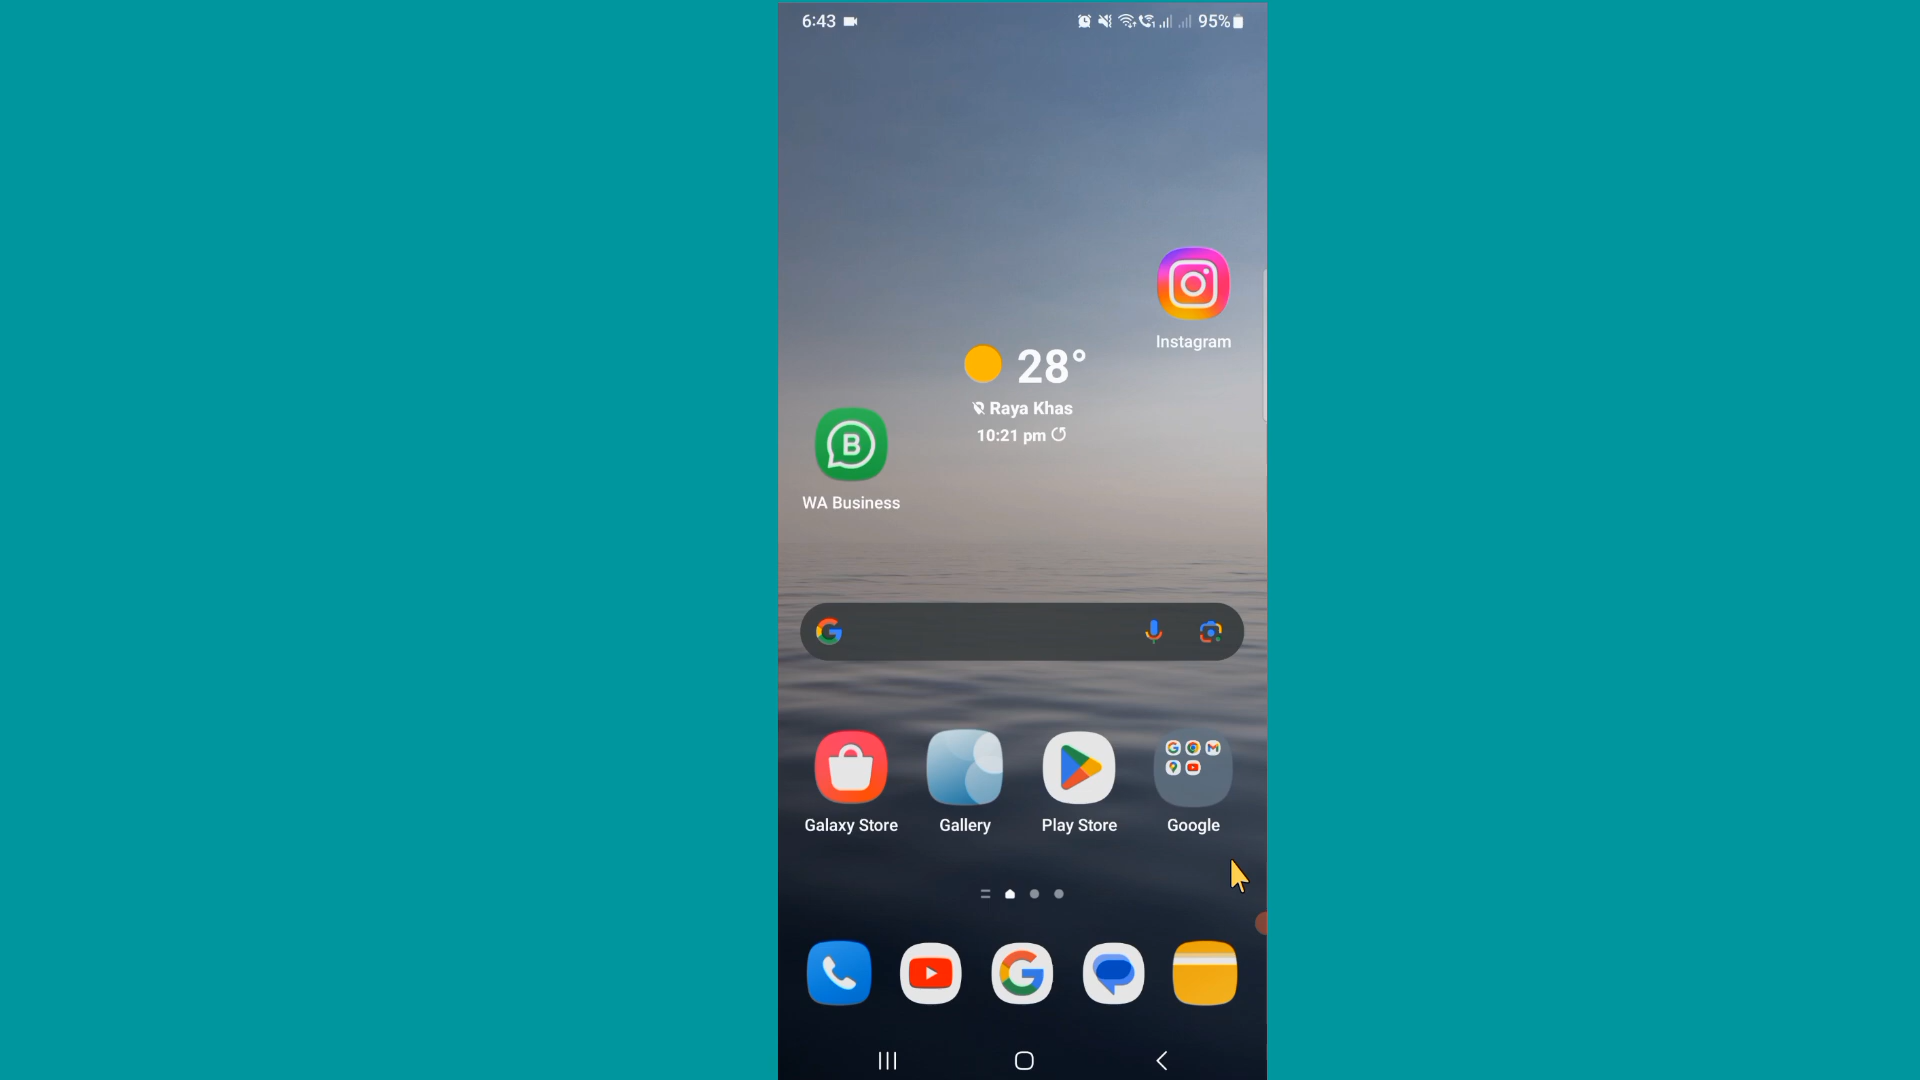 6:43
95%
Instagram
28°
Raya Khas
10:21 pm
B
WA Business
Galaxy Store
Gallery
Play Store
Google